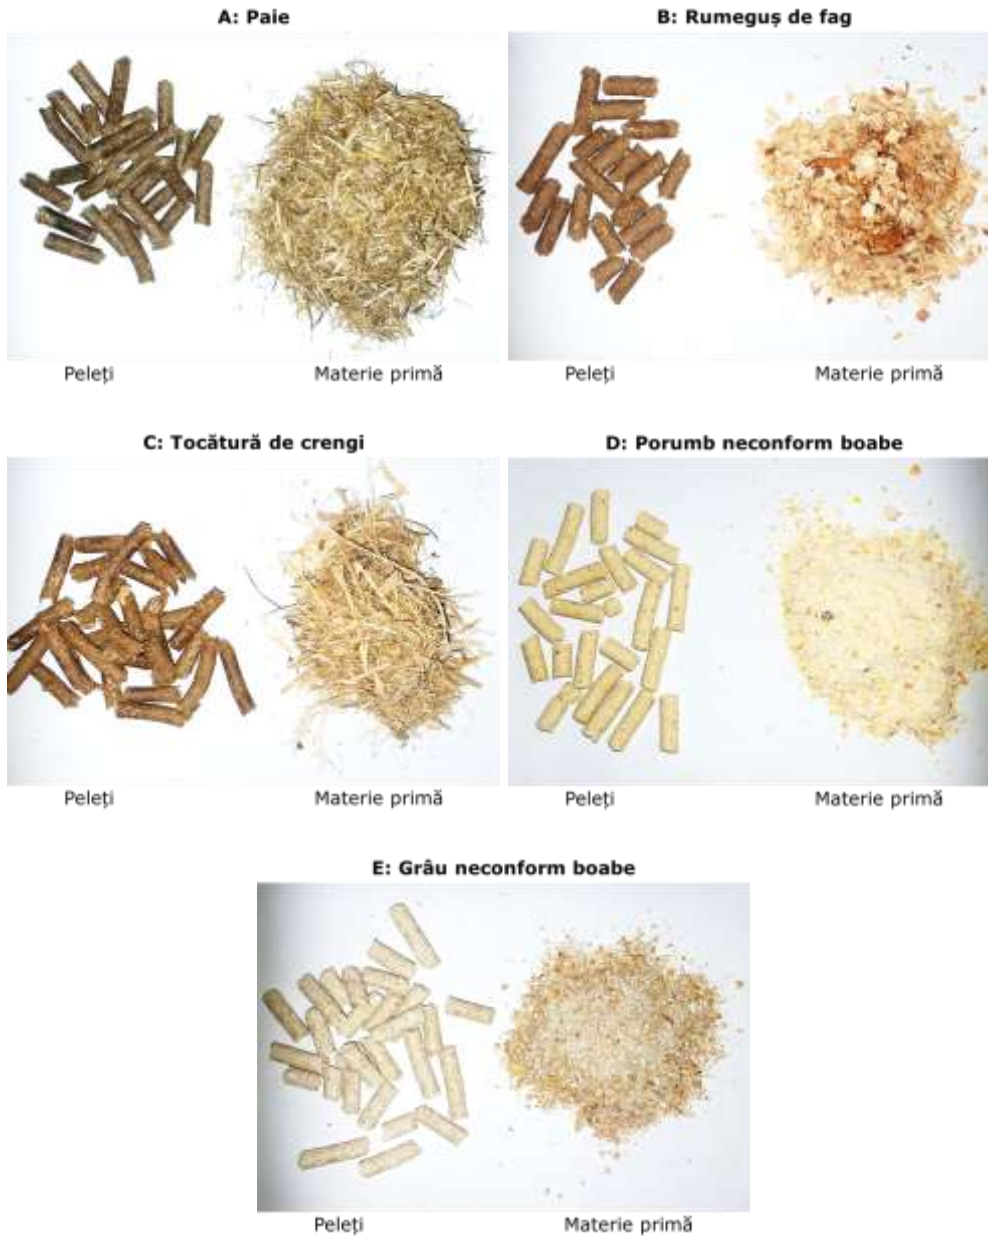 A: Paie
B: Rumeguș de fag
Peleți
Materie primă
Peleți
Materie primă
C: Tocătură de crengi
D: Porumb neconform boabe
Peleți
Materie primă
Peleți
Materie primă
E: Grâu neconform boabe
Peleți
Materie primă